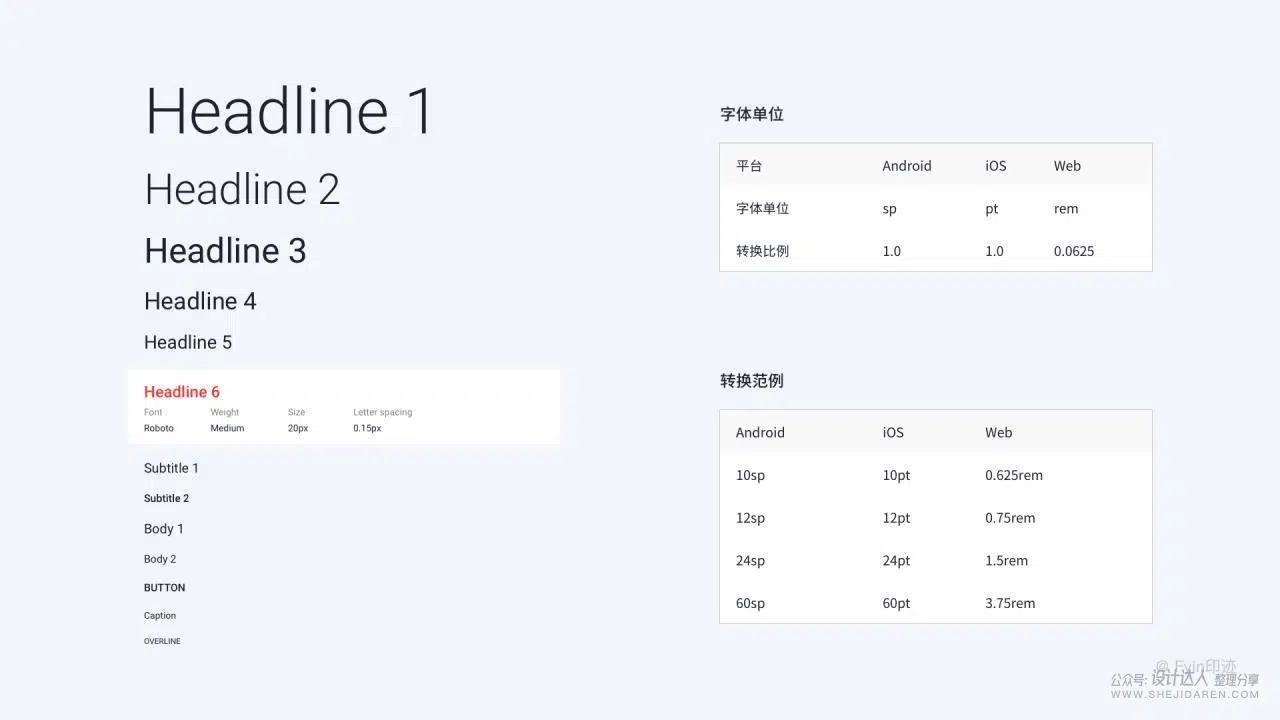 Headline 1
Headline 2
Headline 3
Headline 4
Headline 5
Headline 6
Font Weight Size Letter spacing
Roboto Medium 20px 0.15px
Subtitle 1
Subtitle 2
Body 1
Body 2
BUTTON
Caption
OVERLINE
字体单位
平台 Android iOS Web
字体单位 sp pt rem
转换比例 1.0 1.0 0.0625
转换范例
Android iOS Web
10sp 10pt 0.625rem
12sp 12pt 0.75rem
24sp 24pt 1.5rem
60sp 60pt 3.75rem
@ Evin印迹
公众号: 设计达人 整理分享
WWW.SHEJIDAREN.COM